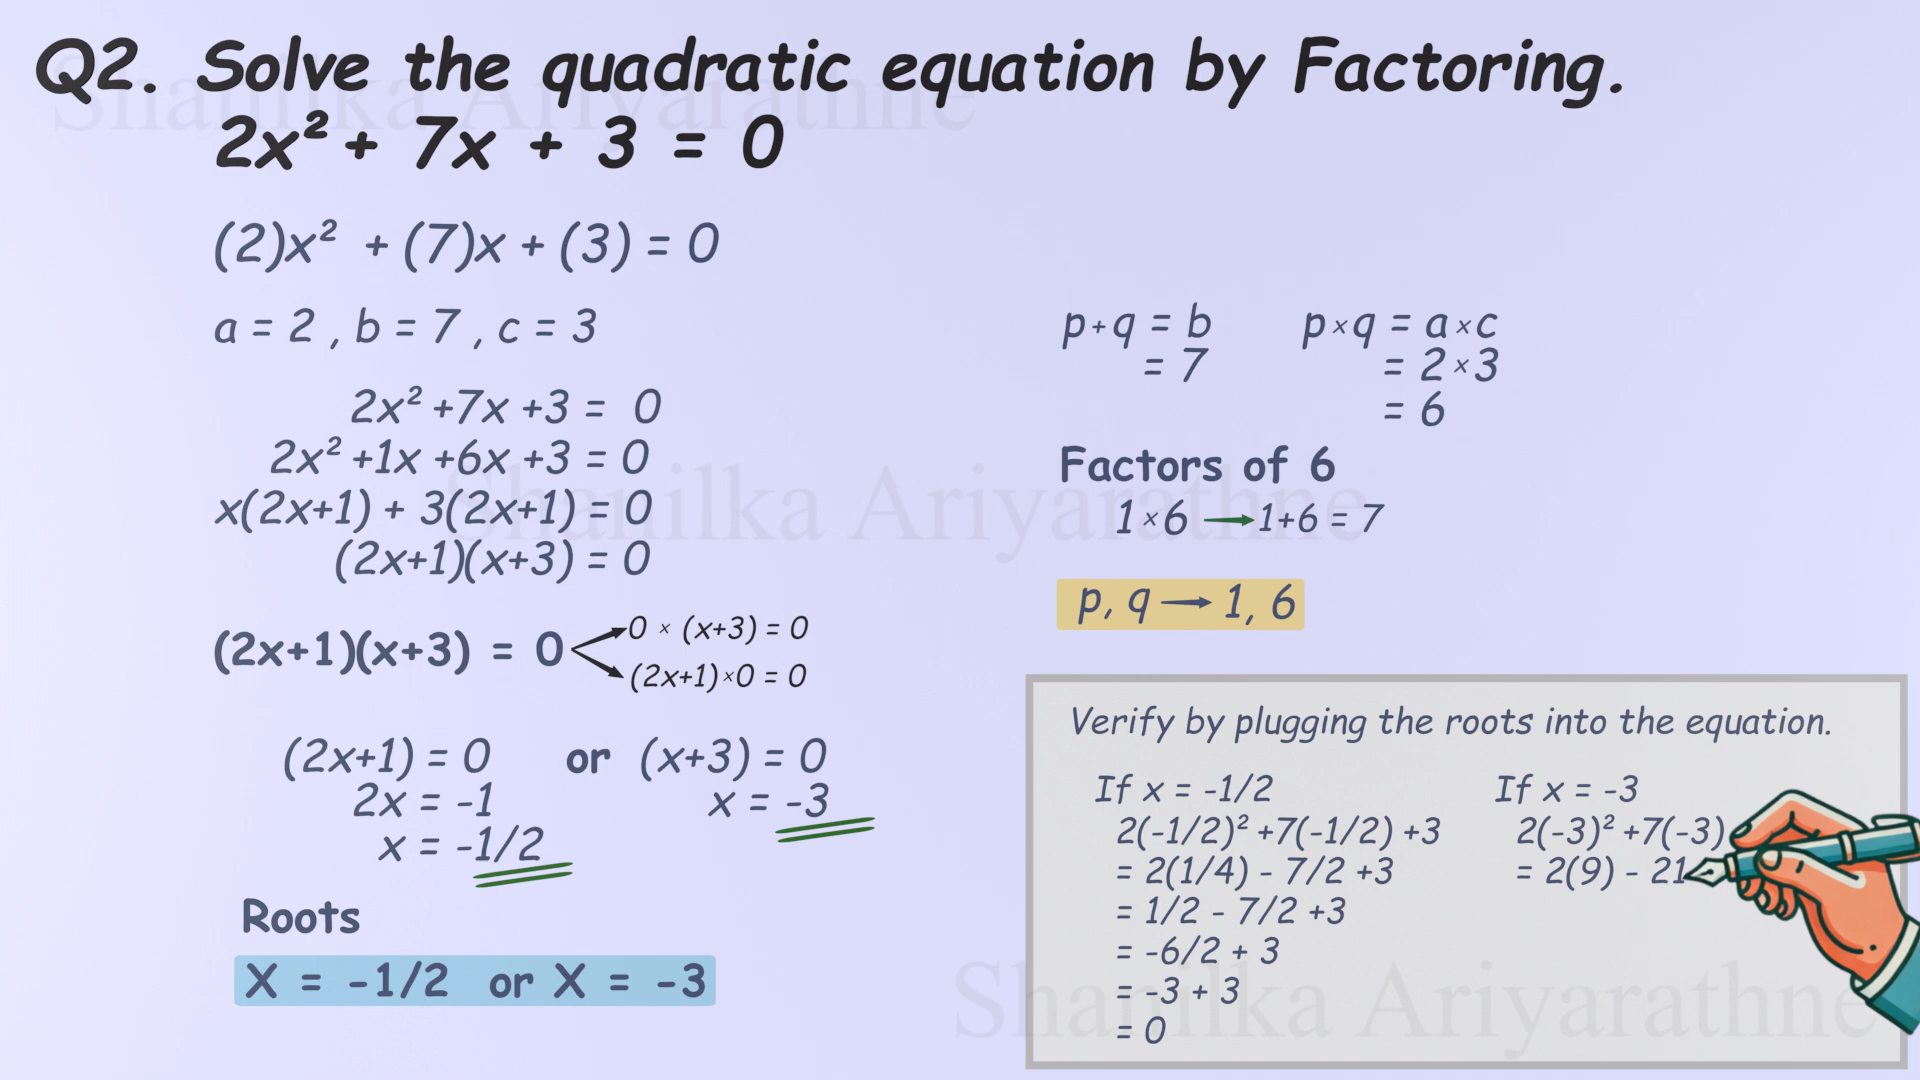 Q2. Solve the quadratic equation by Factoring.
2x² + 7x + 3 = 0
(2)x² + (7)x + (3) = 0
a = 2 , b = 7 , c = 3
2x² +7x +3 = 0
2x² +1x +6x +3 = 0
x(2x+1) + 3(2x+1) = 0
(2x+1)(x+3) = 0
(2x+1)(x+3) = 0
0 × (x+3) = 0
(2x+1)×0 = 0
(2x+1) = 0 or (x+3) = 0
2x = -1 x = -3
x = -1/2
Roots
X = -1/2 or X = -3
p+q = b p×q = a×c
= 7 = 2×3
= 6
Factors of 6
1×6 → 1+6 = 7
p, q → 1, 6
Verify by plugging the roots into the equation.
If x = -1/2
2(-1/2)² +7(-1/2) +3
= 2(1/4) - 7/2 +3
= 1/2 - 7/2 +3
= -6/2 + 3
= -3 + 3
= 0
If x = -3
2(-3)² +7(-3)
= 2(9) - 21
Shanilka Ariyarathne
Shanilka Ariyarathne
Shanilka Ariyarathne